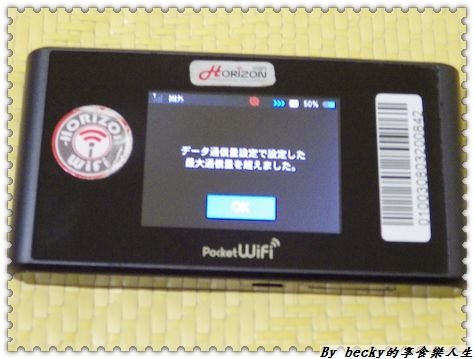 HORIZON
圏外
50%
データ通信量設定で設定した
最大通信量を超えました。
OK
HORIZON
WiFi
Pocket WiFi
010030803200842
By becky的享食樂人生